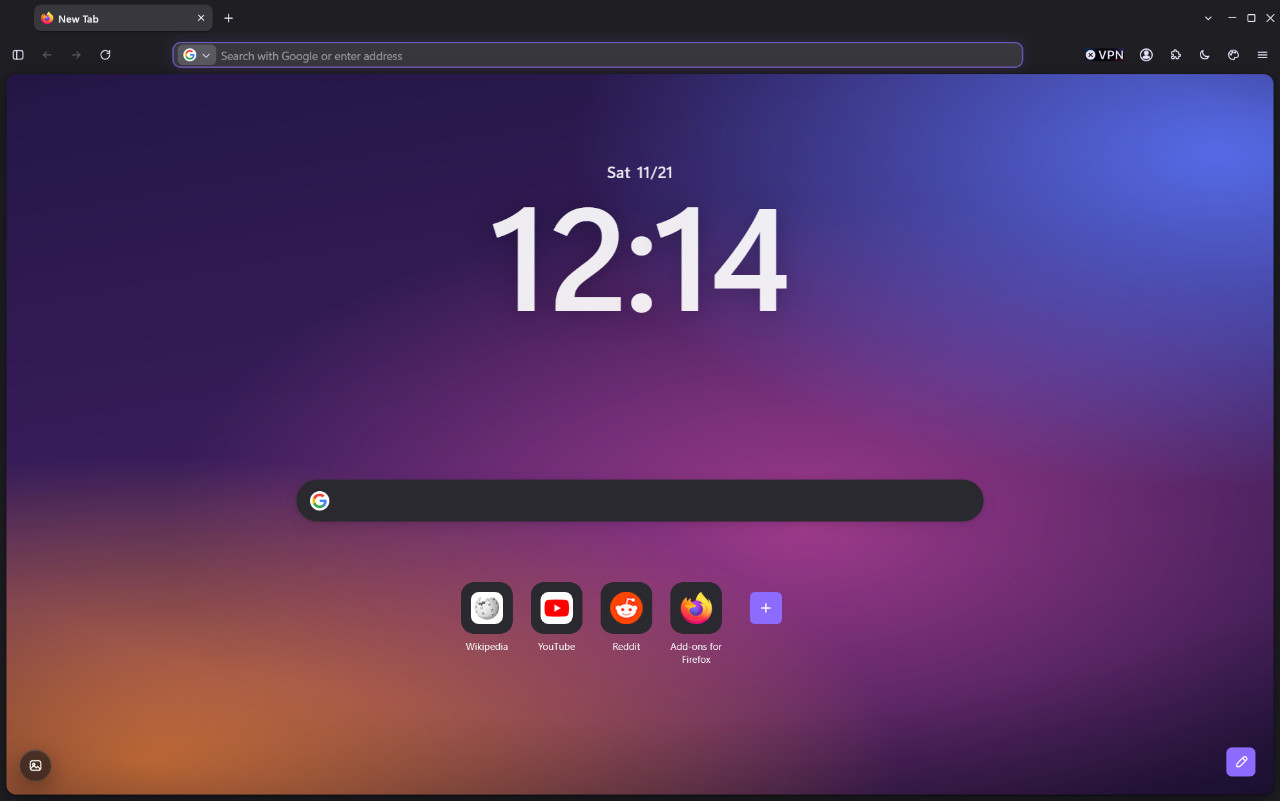 New Tab
Search with Google or enter address
VPN
Sat 11/21
12:14
Wikipedia
YouTube
Reddit
Add-ons for
Firefox